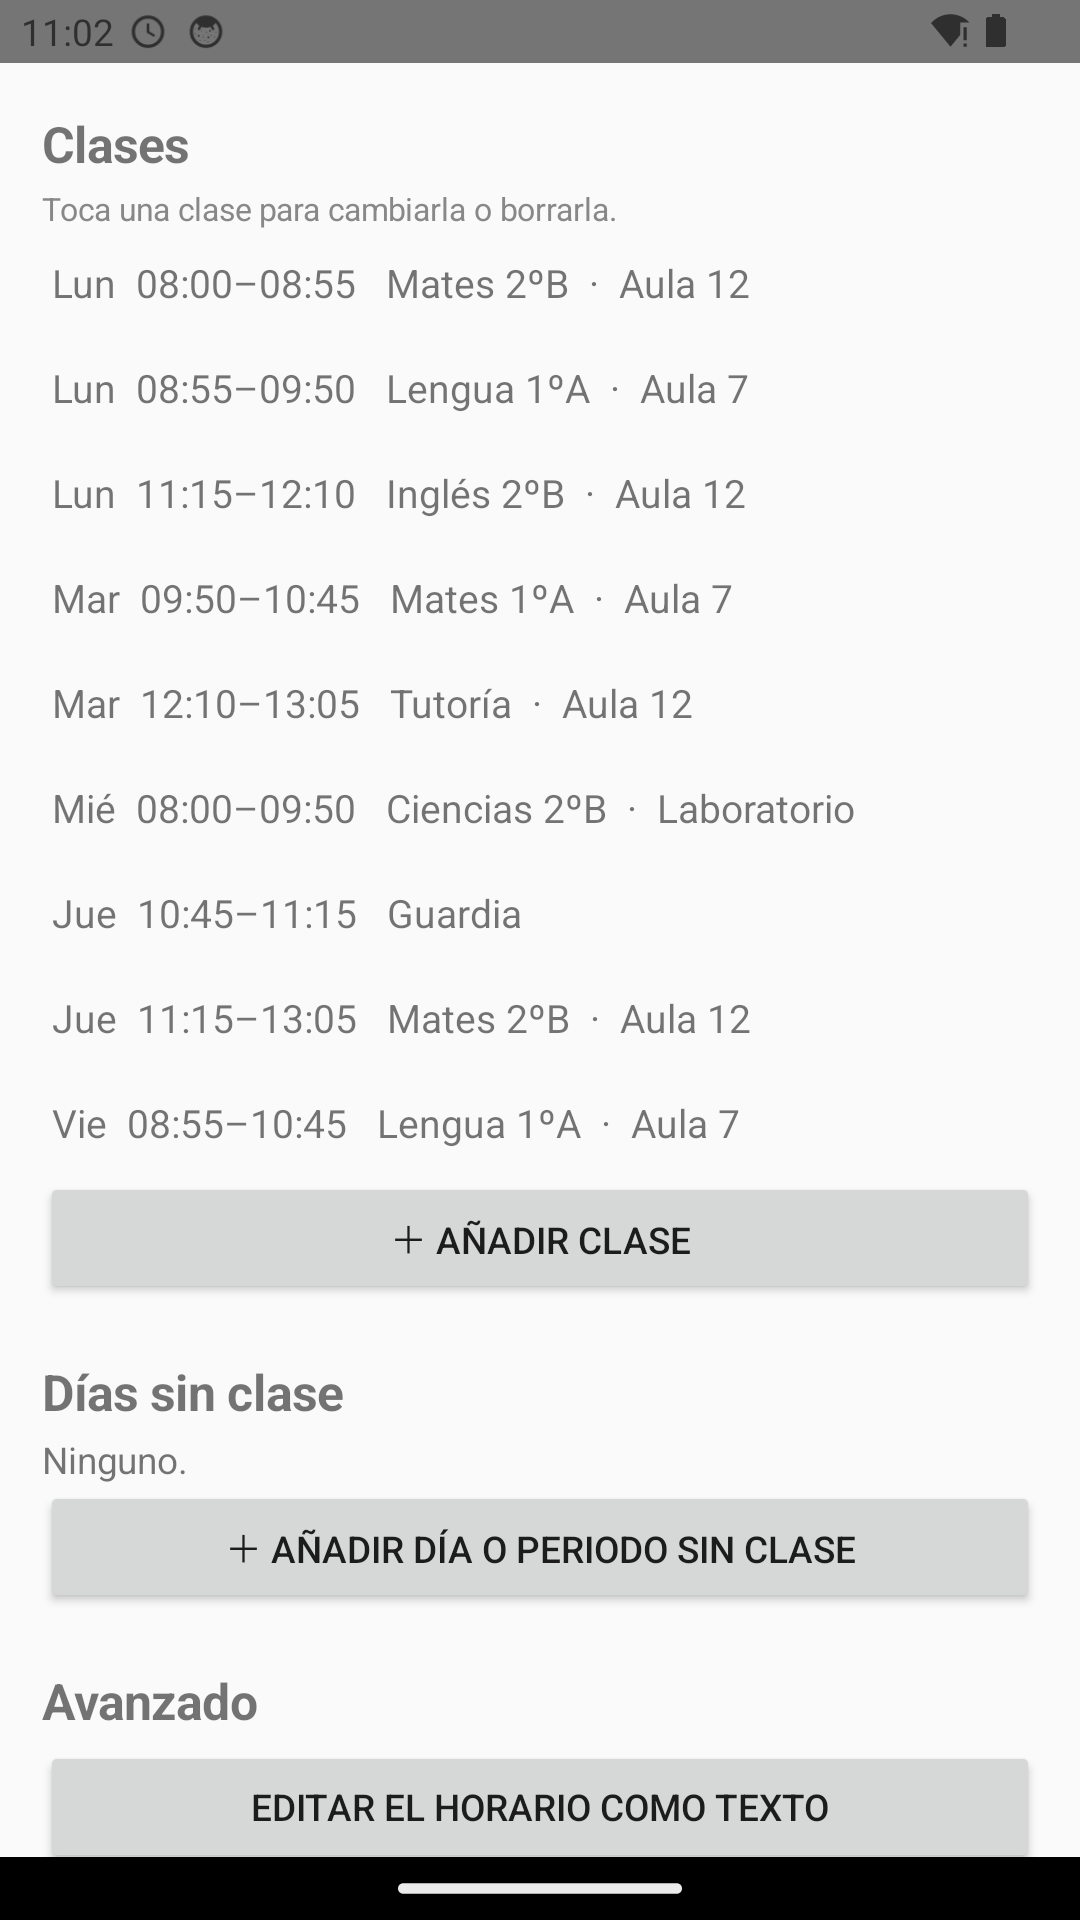 11:02
Clases
Toca una clase para cambiarla o borrarla.
Lun 08:00–08:55 Mates 2ºB · Aula 12
Lun 08:55–09:50 Lengua 1ºA · Aula 7
Lun 11:15–12:10 Inglés 2ºB · Aula 12
Mar 09:50–10:45 Mates 1ºA · Aula 7
Mar 12:10–13:05 Tutoría · Aula 12
Mié 08:00–09:50 Ciencias 2ºB · Laboratorio
Jue 10:45–11:15 Guardia
Jue 11:15–13:05 Mates 2ºB · Aula 12
Vie 08:55–10:45 Lengua 1ºA · Aula 7
+ AÑADIR CLASE
Días sin clase
Ninguno.
+ AÑADIR DÍA O PERIODO SIN CLASE
Avanzado
EDITAR EL HORARIO COMO TEXTO